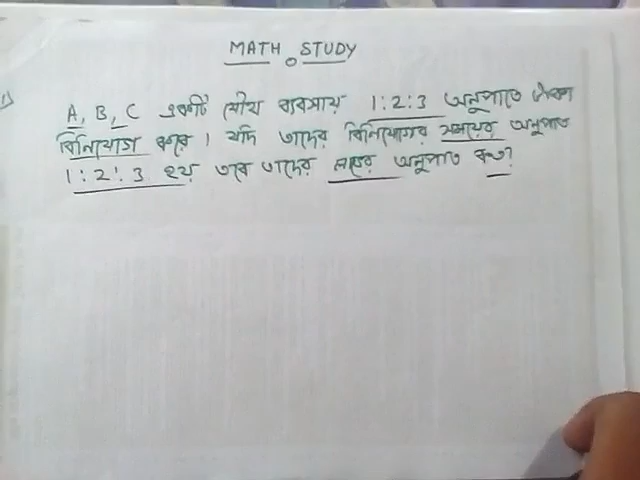 MATH STUDY
1) A, B, C একটি যৌথ ব্যবসায় 1:2:3 অনুপাতে টাকা
বিনিয়োগ করে। যদি তাদের বিনিয়োগের সময়ের অনুপাত
1:2:3 হয় তবে তাদের লাভের অনুপাত কত?